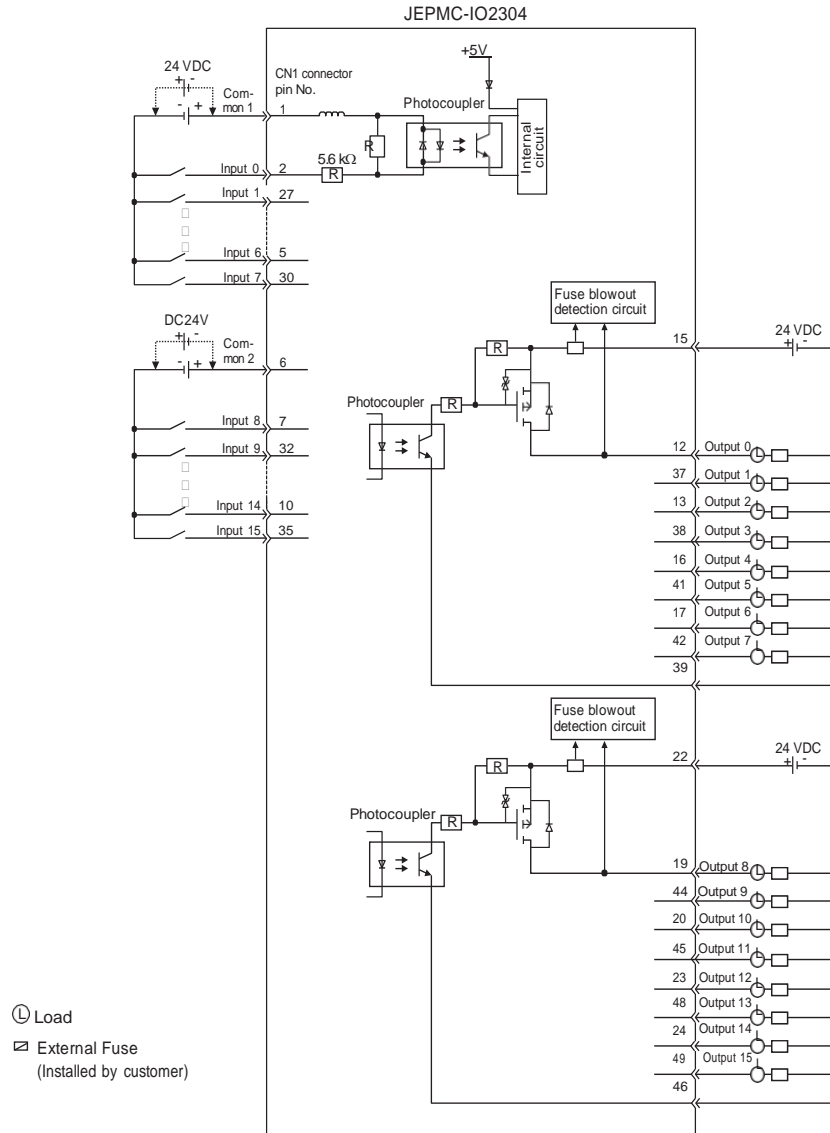 JEPMC-IO2304
24 VDC
+ -
- +
Com-
mon 1
CN1 connector
pin No.
1
+5V
Photocoupler
Internal
circuit
R
5.6 kΩ
R
Input 0 2
Input 1 27
Input 6 5
Input 7 30
DC24V
+ -
- +
Com-
mon 2
6
Input 8 7
Input 9 32
Input 14 10
Input 15 35
Fuse blowout
detection circuit
15
24 VDC
+ -
R
Photocoupler
R
12 Output 0 L
37 Output 1 L
13 Output 2 L
38 Output 3 L
16 Output 4 L
41 Output 5 L
17 Output 6 L
42 Output 7 L
39
Fuse blowout
detection circuit
22
24 VDC
+ -
R
Photocoupler
R
19 Output 8 L
44 Output 9 L
20 Output 10 L
45 Output 11 L
23 Output 12 L
48 Output 13 L
24 Output 14 L
49 Output 15 L
46
L Load
External Fuse
(Installed by customer)